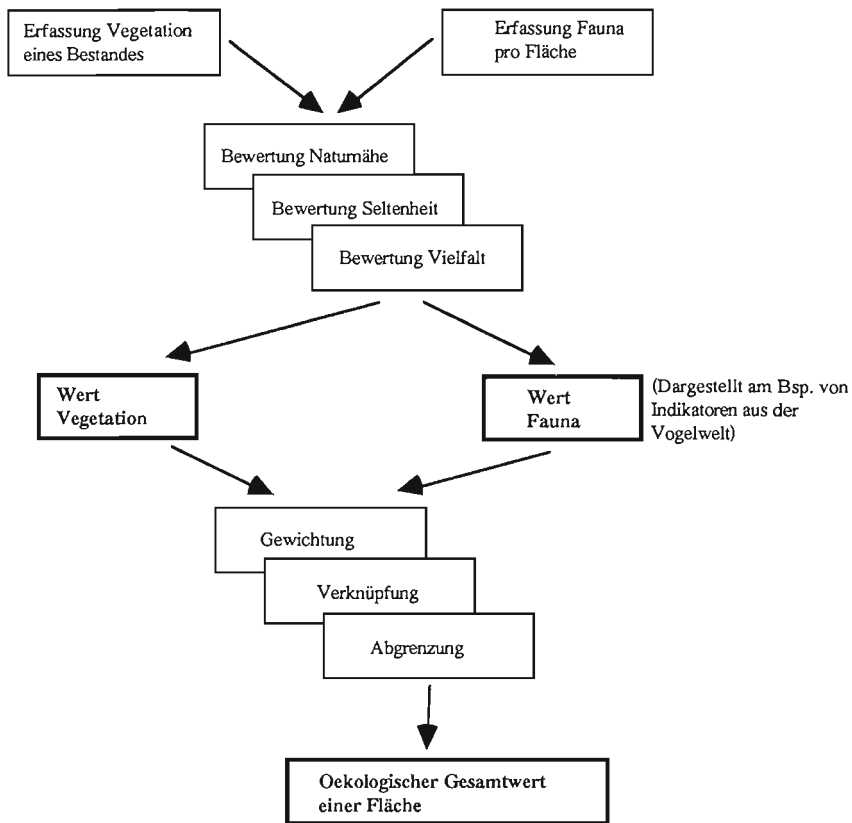 Erfassung Vegetation
eines Bestandes
Erfassung Fauna
pro Fläche
Bewertung Naturnähe
Bewertung Seltenheit
Bewertung Vielfalt
Wert
Vegetation
Wert
Fauna
(Dargestellt am Bsp. von
Indikatoren aus der
Vogelwelt)
Gewichtung
Verknüpfung
Abgrenzung
Oekologischer Gesamtwert
einer Fläche